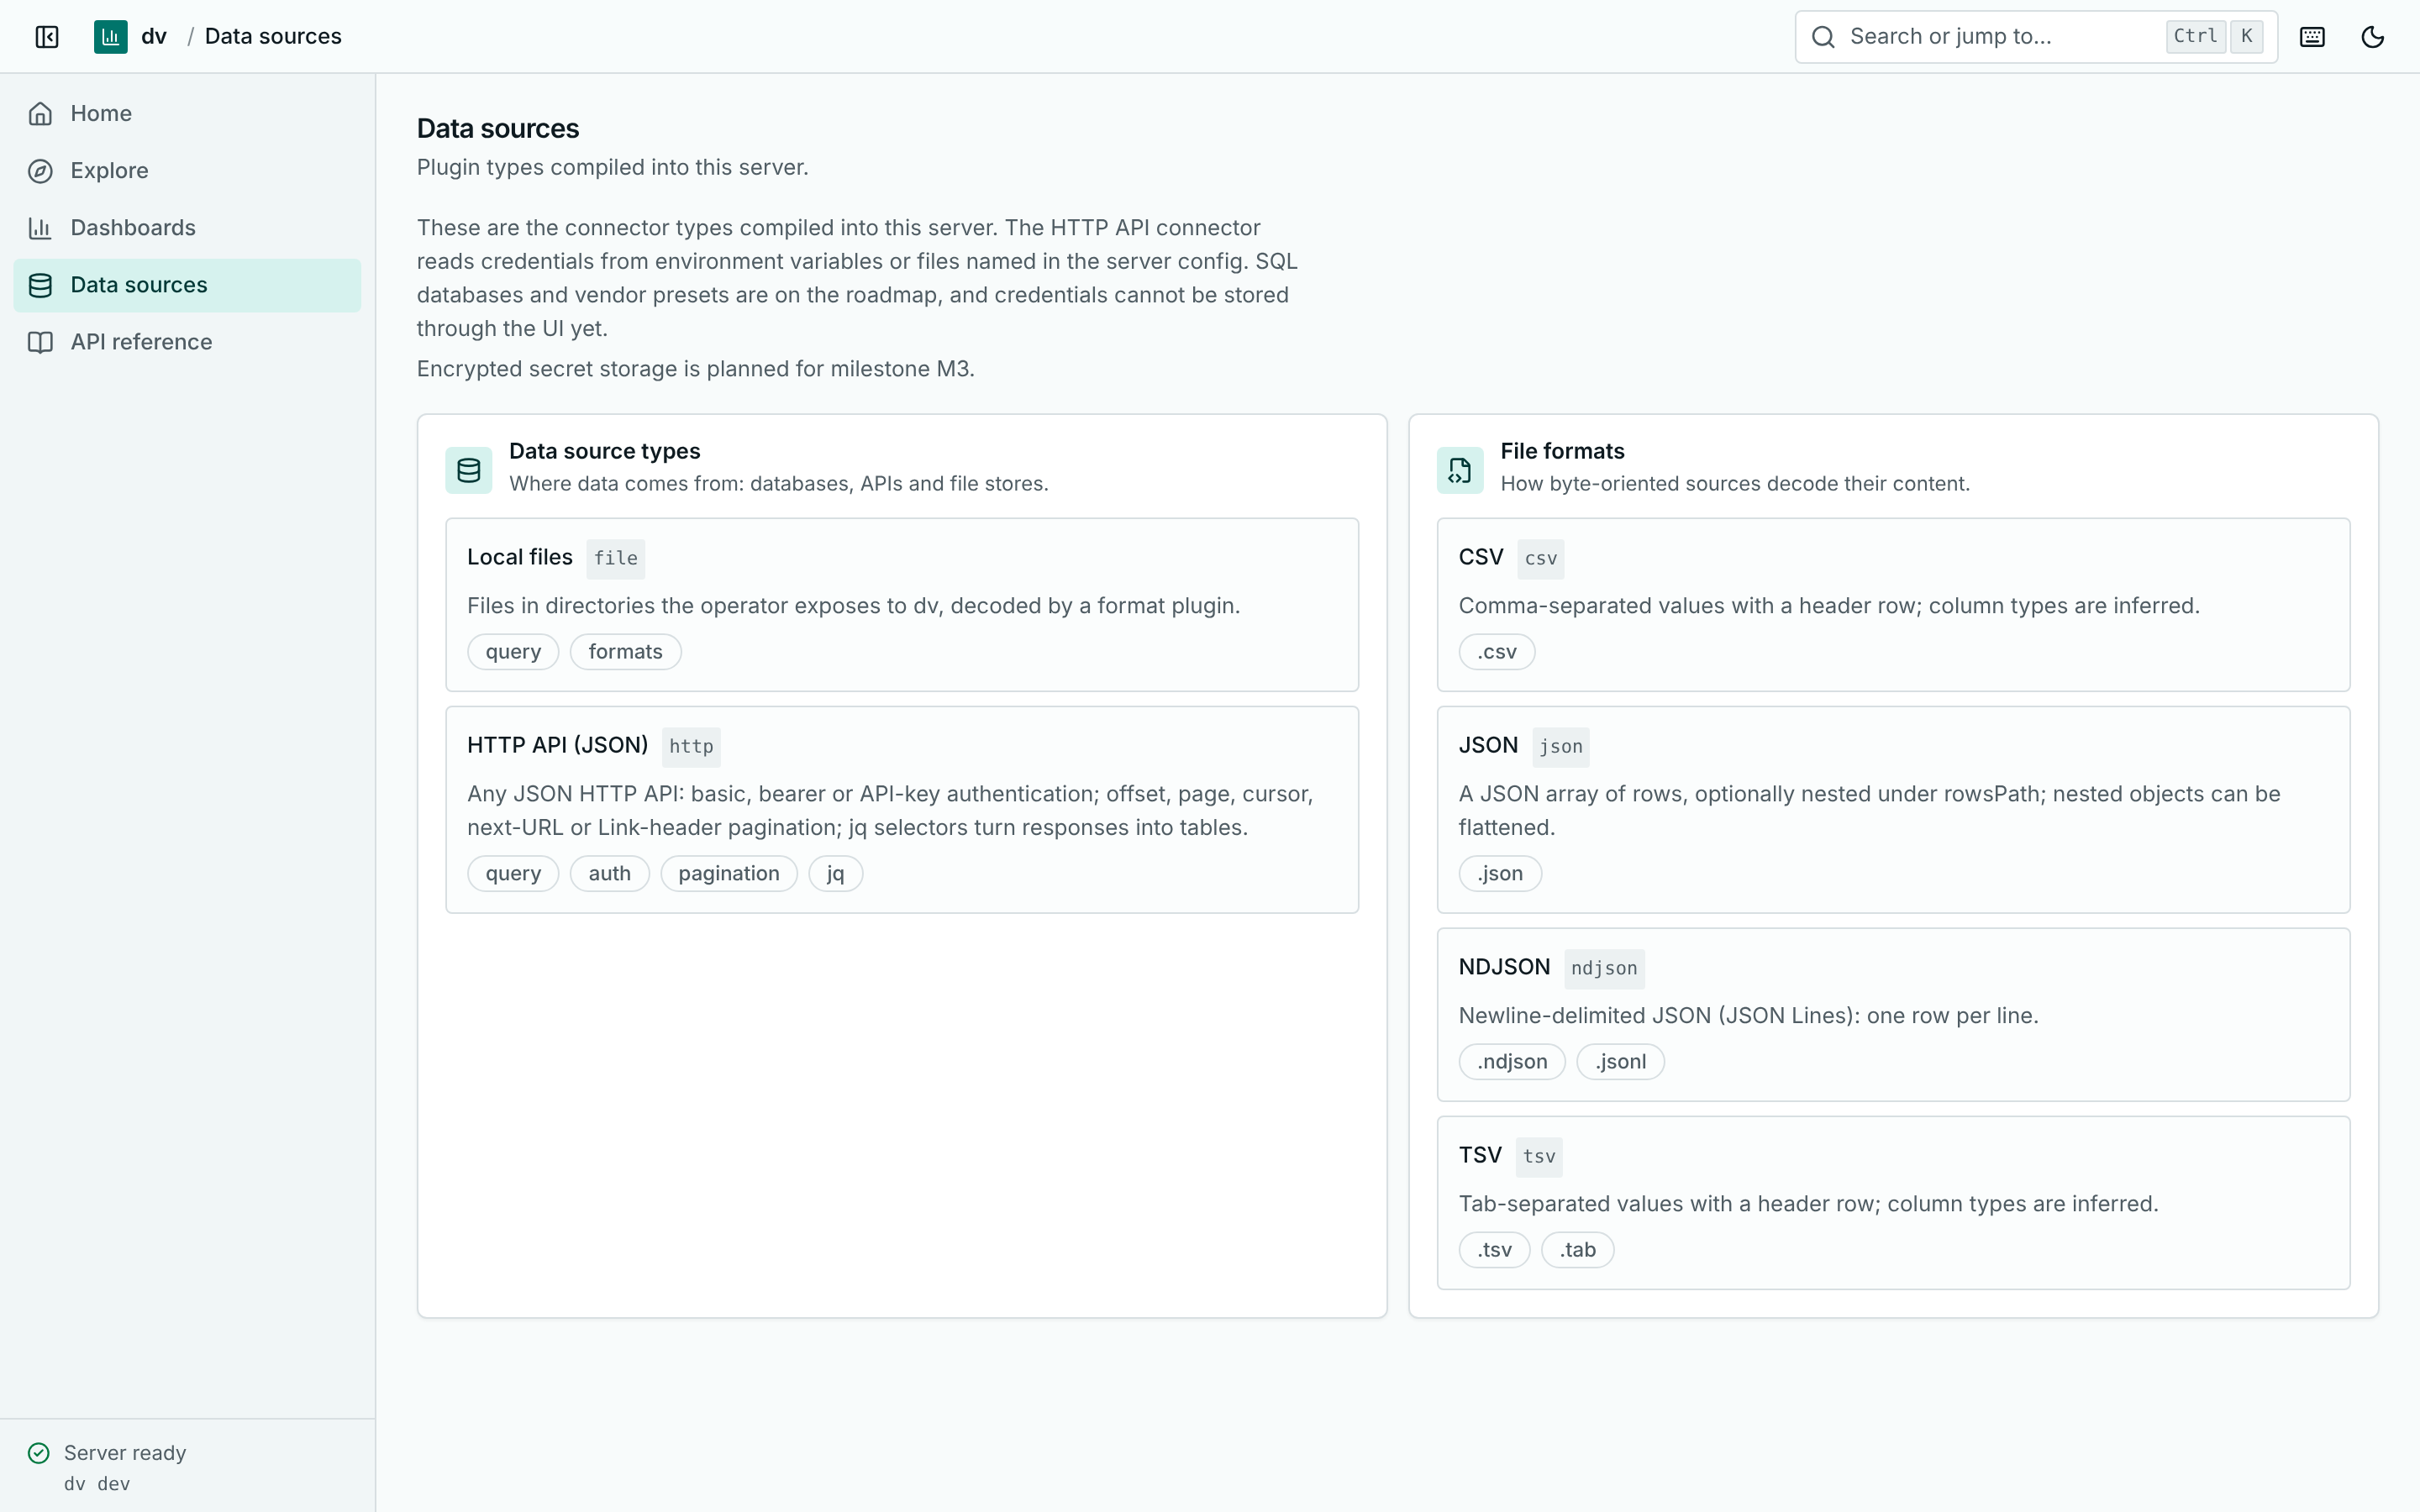 dv / Data sources
Search or jump to... Ctrl K
Home
Explore
Dashboards
Data sources
API reference
Data sources
Plugin types compiled into this server.
These are the connector types compiled into this server. The HTTP API connector
reads credentials from environment variables or files named in the server config. SQL
databases and vendor presets are on the roadmap, and credentials cannot be stored
through the UI yet.
Encrypted secret storage is planned for milestone M3.
Data source types
Where data comes from: databases, APIs and file stores.
Local files file
Files in directories the operator exposes to dv, decoded by a format plugin.
query formats
HTTP API (JSON) http
Any JSON HTTP API: basic, bearer or API-key authentication; offset, page, cursor,
next-URL or Link-header pagination; jq selectors turn responses into tables.
query auth pagination jq
File formats
How byte-oriented sources decode their content.
CSV csv
Comma-separated values with a header row; column types are inferred.
.csv
JSON json
A JSON array of rows, optionally nested under rowsPath; nested objects can be
flattened.
.json
NDJSON ndjson
Newline-delimited JSON (JSON Lines): one row per line.
.ndjson .jsonl
TSV tsv
Tab-separated values with a header row; column types are inferred.
.tsv .tab
Server ready
dv dev